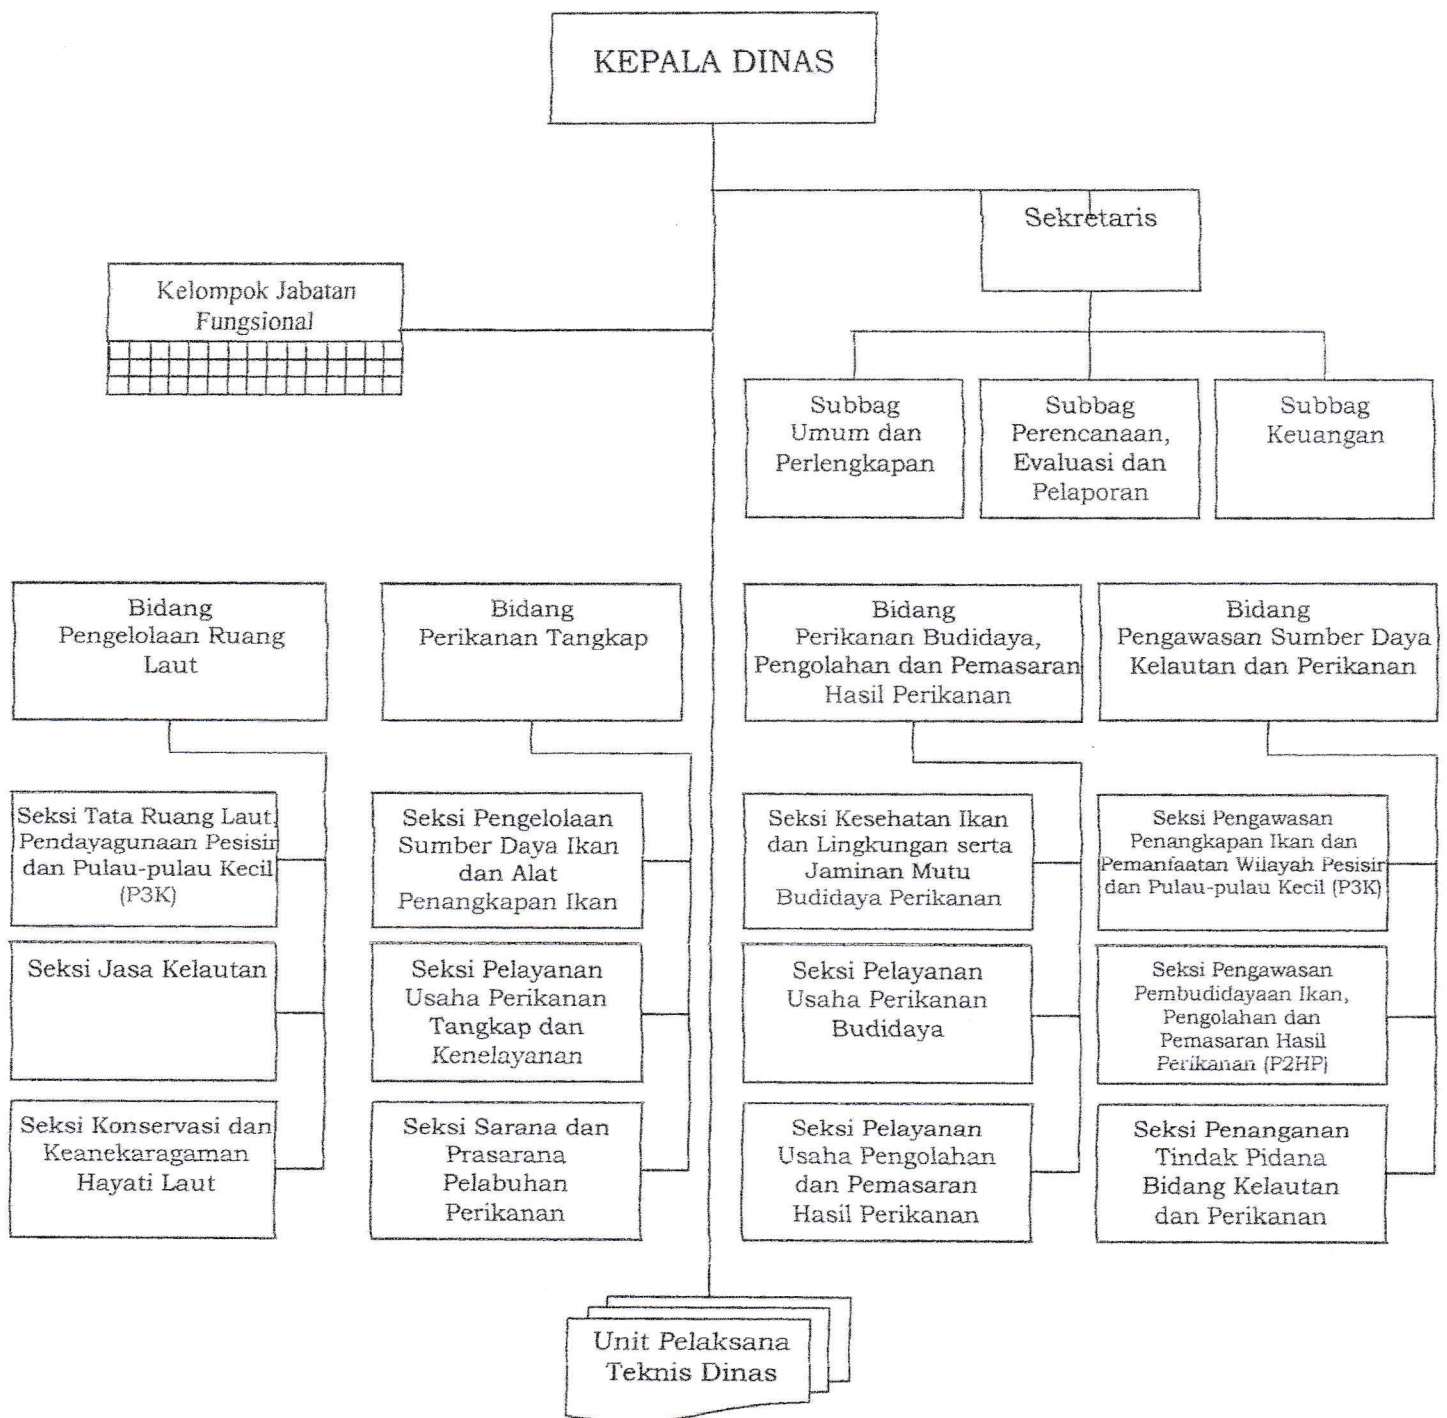 KEPALA DINAS
Sekretaris
Kelompok Jabatan
Fungsional
Subbag
Umum dan
Perlengkapan
Subbag
Perencanaan,
Evaluasi dan
Pelaporan
Subbag
Keuangan
Bidang
Pengelolaan Ruang
Laut
Bidang
Perikanan Tangkap
Bidang
Perikanan Budidaya,
Pengolahan dan Pemasaran
Hasil Perikanan
Bidang
Pengawasan Sumber Daya
Kelautan dan Perikanan
Seksi Tata Ruang Laut,
Pendayagunaan Pesisir
dan Pulau-pulau Kecil
(P3K)
Seksi Jasa Kelautan
Seksi Konservasi dan
Keanekaragaman
Hayati Laut
Seksi Pengelolaan
Sumber Daya Ikan
dan Alat
Penangkapan Ikan
Seksi Pelayanan
Usaha Perikanan
Tangkap dan
Kenelayanan
Seksi Sarana dan
Prasarana
Pelabuhan
Perikanan
Seksi Kesehatan Ikan
dan Lingkungan serta
Jaminan Mutu
Budidaya Perikanan
Seksi Pelayanan
Usaha Perikanan
Budidaya
Seksi Pelayanan
Usaha Pengolahan
dan Pemasaran
Hasil Perikanan
Seksi Pengawasan
Penangkapan Ikan dan
Pemanfaatan Wilayah Pesisir
dan Pulau-pulau Kecil (P3K)
Seksi Pengawasan
Pembudidayaan Ikan,
Pengolahan dan
Pemasaran Hasil
Perikanan (P2HP)
Seksi Penanganan
Tindak Pidana
Bidang Kelautan
dan Perikanan
Unit Pelaksana
Teknis Dinas